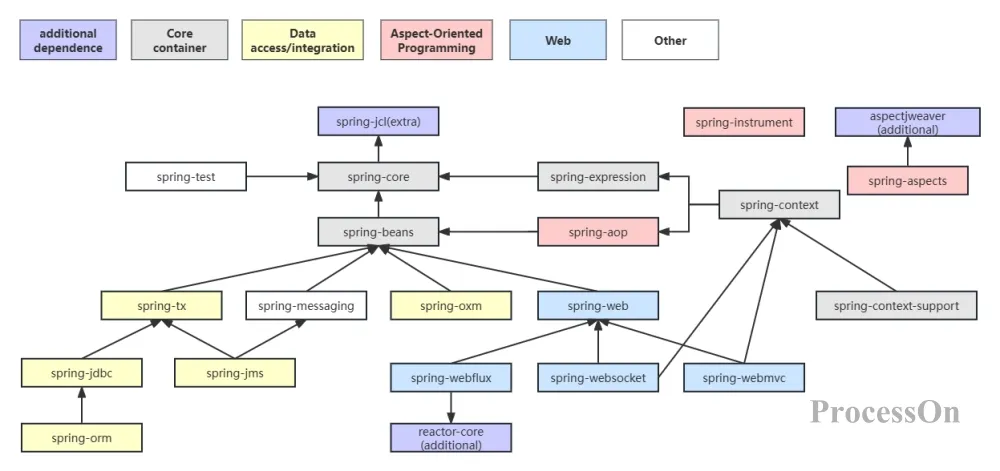 additional
dependence
Core
container
Data
access/integration
Aspect-Oriented
Programming
Web
Other
spring-jcl(extra)
spring-instrument
aspectjweaver
(additional)
spring-test
spring-core
spring-expression
spring-aspects
spring-context
spring-beans
spring-aop
spring-tx
spring-messaging
spring-oxm
spring-web
spring-context-support
spring-jdbc
spring-jms
spring-webflux
spring-websocket
spring-webmvc
ProcessOn
spring-orm
reactor-core
(additional)